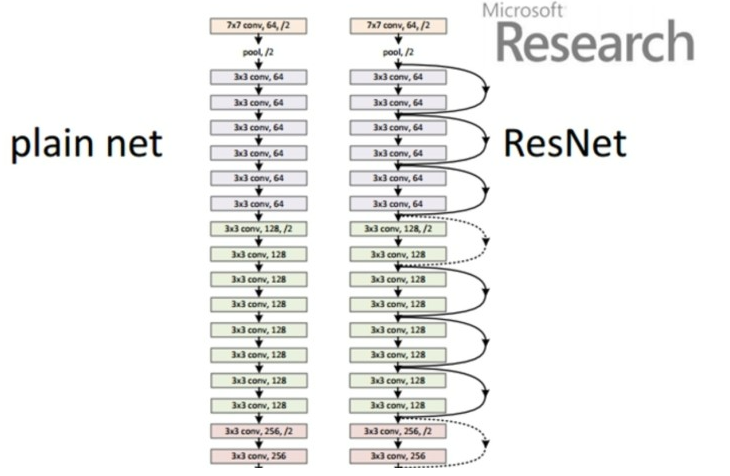 Microsoft
Research
plain net
ResNet
7x7 conv, 64, /2
pool, /2
3x3 conv, 64
3x3 conv, 64
3x3 conv, 64
3x3 conv, 64
3x3 conv, 64
3x3 conv, 64
3x3 conv, 128, /2
3x3 conv, 128
3x3 conv, 128
3x3 conv, 128
3x3 conv, 128
3x3 conv, 128
3x3 conv, 128
3x3 conv, 128
3x3 conv, 256, /2
3x3 conv, 256
7x7 conv, 64, /2
pool, /2
3x3 conv, 64
3x3 conv, 64
3x3 conv, 64
3x3 conv, 64
3x3 conv, 64
3x3 conv, 64
3x3 conv, 128, /2
3x3 conv, 128
3x3 conv, 128
3x3 conv, 128
3x3 conv, 128
3x3 conv, 128
3x3 conv, 128
3x3 conv, 128
3x3 conv, 256, /2
3x3 conv, 256